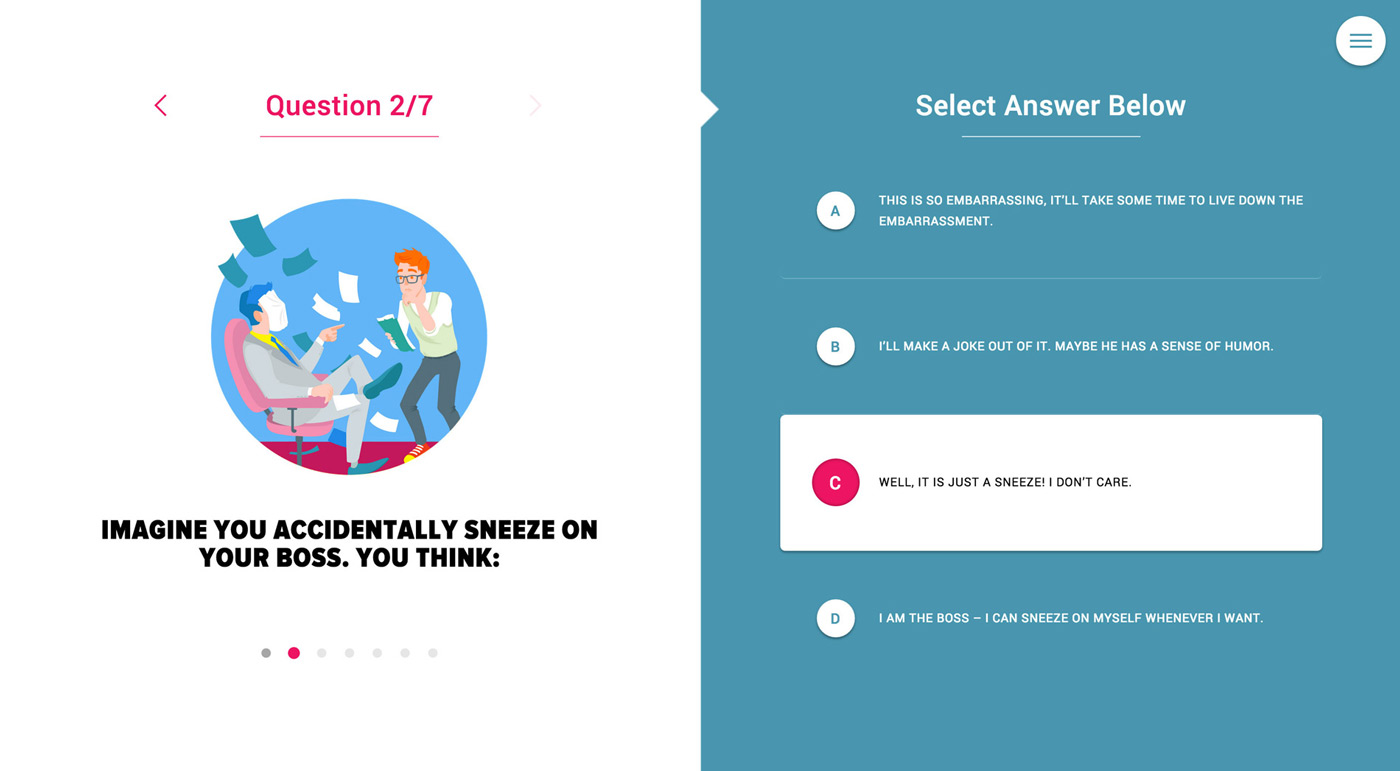 Question 2/7
IMAGINE YOU ACCIDENTALLY SNEEZE ON
YOUR BOSS. YOU THINK:
Select Answer Below
A
THIS IS SO EMBARRASSING, IT'LL TAKE SOME TIME TO LIVE DOWN THE
EMBARRASSMENT.
B
I'LL MAKE A JOKE OUT OF IT. MAYBE HE HAS A SENSE OF HUMOR.
C
WELL, IT IS JUST A SNEEZE! I DON'T CARE.
D
I AM THE BOSS – I CAN SNEEZE ON MYSELF WHENEVER I WANT.